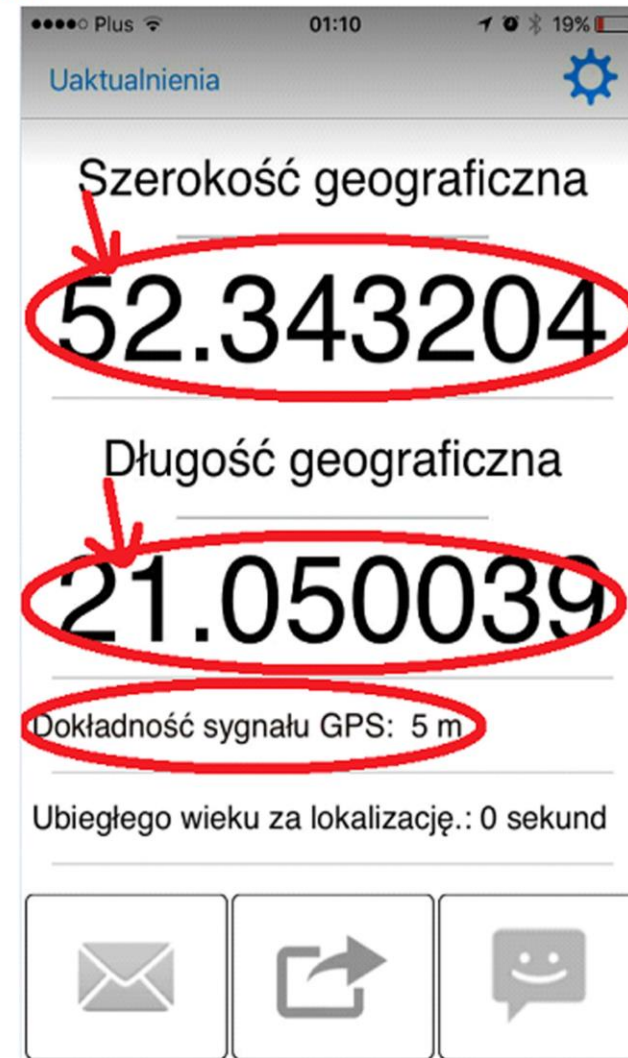 Plus 01:10 19%
Uaktualnienia
Szerokość geograficzna
52.343204
Długość geograficzna
21.050039
Dokładność sygnału GPS: 5 m
Ubiegłego wieku za lokalizację.: 0 sekund